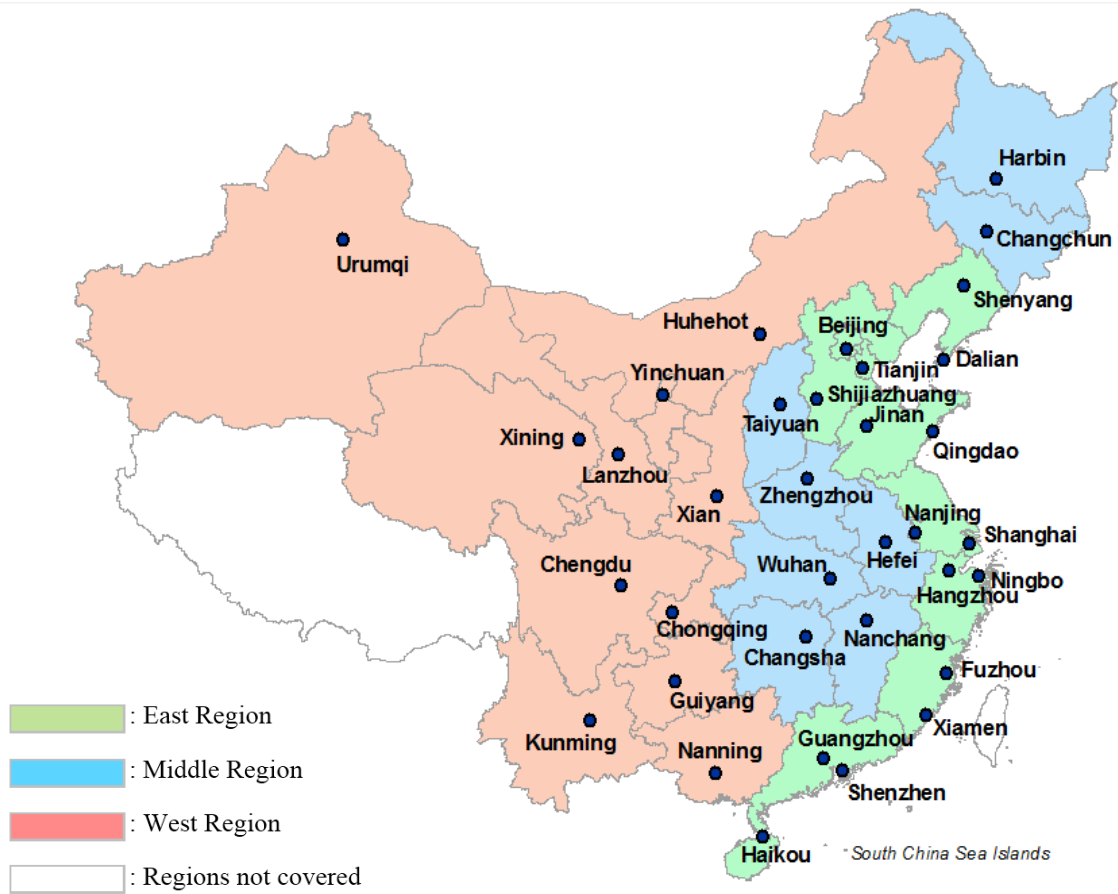 Harbin
Changchun
Urumqi
Shenyang
Huhehot
Beijing
Dalian
Tianjin
Yinchuan
Shijiazhuang
Jinan
Taiyuan
Xining
Qingdao
Lanzhou
Zhengzhou
Xian
Nanjing
Shanghai
Hefei
Wuhan
Chengdu
Ningbo
Hangzhou
Chongqing
Nanchang
Changsha
Fuzhou
Guiyang
: East Region
Xiamen
Kunming
Guangzhou
Nanning
: Middle Region
Shenzhen
: West Region
Haikou
South China Sea Islands
: Regions not covered